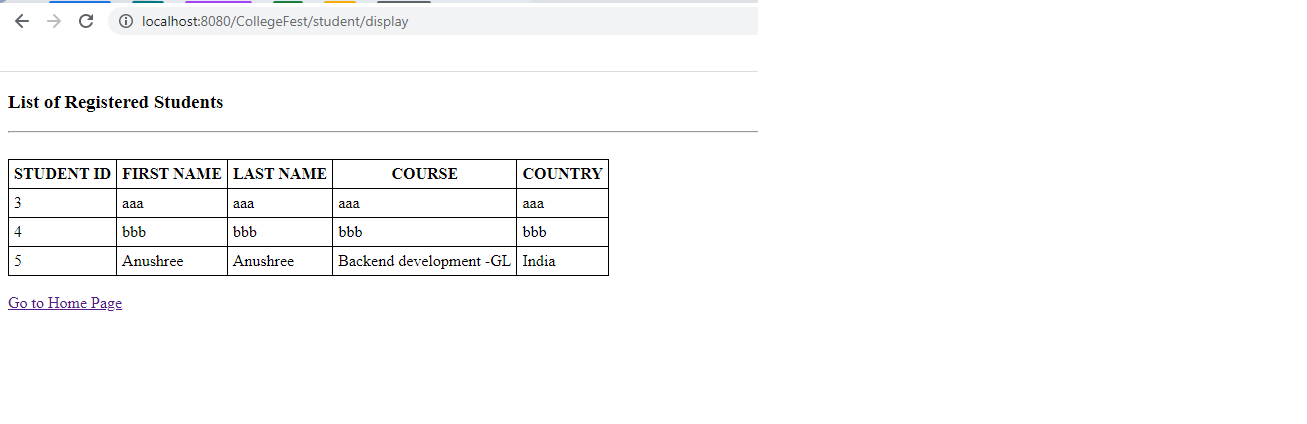 localhost:8080/CollegeFest/student/display
List of Registered Students
STUDENT ID FIRST NAME LAST NAME COURSE COUNTRY
3 aaa aaa aaa aaa
4 bbb bbb bbb bbb
5 Anushree Anushree Backend development -GL India
Go to Home Page